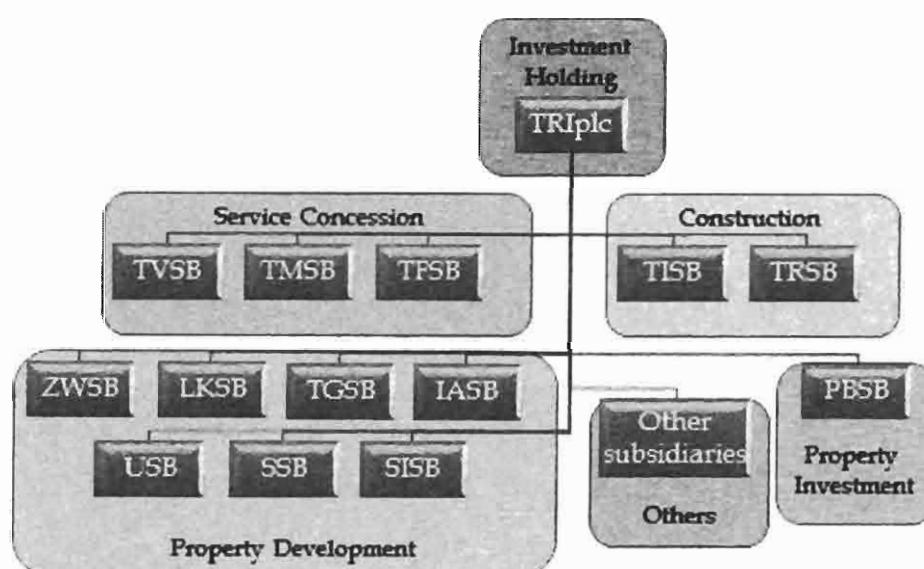 Investment
Holding
TRIplc
Service Concession
Construction
TVSB
TMSB
TFSB
TISB
TRSB
ZWSB
LKSB
TGSB
IASB
PBSB
Other
subsidiaries
Property
Investment
USB
SSB
SISB
Others
Property Development